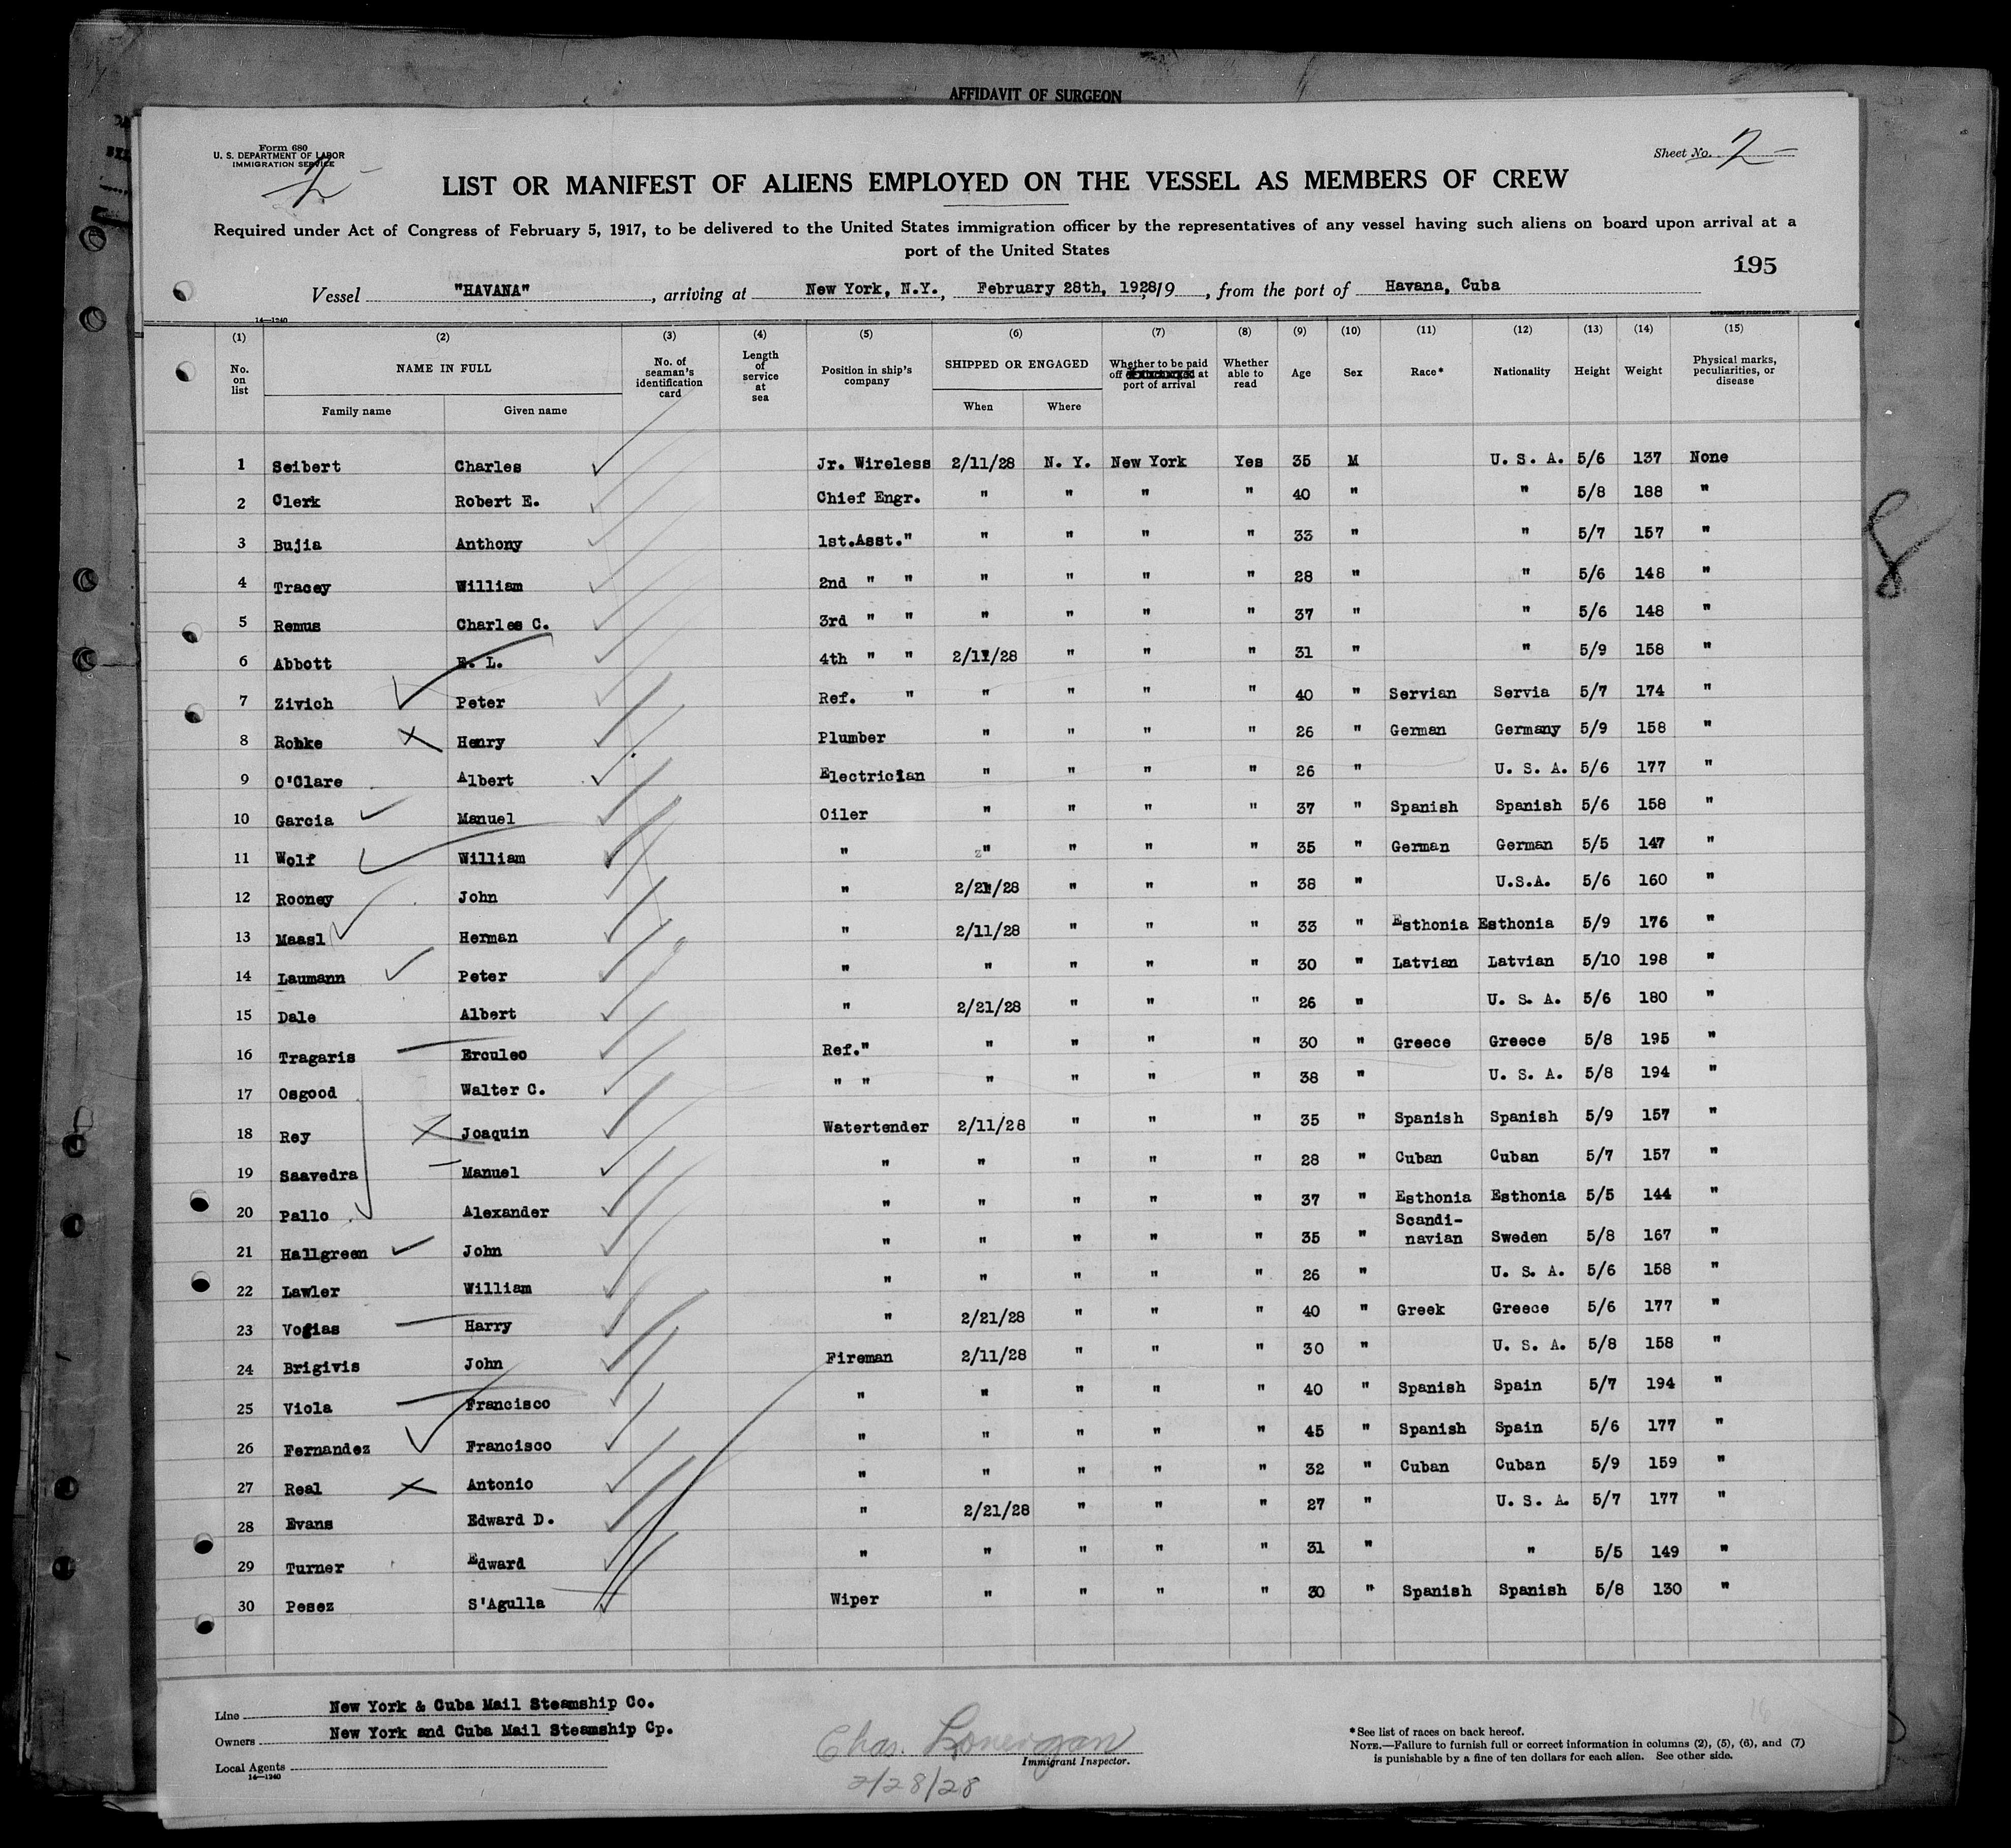 AFFIDAVIT OF SURGEON
Form 680
U. S. DEPARTMENT OF LABOR
IMMIGRATION SERVICE
2
Sheet No. 2
LIST OR MANIFEST OF ALIENS EMPLOYED ON THE VESSEL AS MEMBERS OF CREW
Required under Act of Congress of February 5, 1917, to be delivered to the United States immigration officer by the representatives of any vessel having such aliens on board upon arrival at a
port of the United States
195
Vessel "HAVANA", arriving at New York, N.Y., February 28th, 1928/9, from the port of Havana, Cuba
14—1240
GOVERNMENT PRINTING OFFICE
(1) (2) (3) (4) (5) (6) (7) (8) (9) (10) (11) (12) (13) (14) (15)
No. on list
NAME IN FULL
Family name
Given name
No. of seaman's identification card
Length of service at sea
Position in ship's company
SHIPPED OR ENGAGED
When
Where
Whether to be paid off or discharged at port of arrival
Whether able to read
Age
Sex
Race*
Nationality
Height
Weight
Physical marks, peculiarities, or disease
1 Seibert Charles Jr. Wireless 2/11/28 N. Y. New York Yes 35 M U. S. A. 5/6 137 None
2 Clerk Robert E. Chief Engr. " " " " 40 " " 5/8 188 "
3 Bujia Anthony 1st.Asst." " " " " 33 " " 5/7 157 "
4 Tracey William 2nd " " " " " " 28 " " 5/6 148 "
5 Remus Charles C. 3rd " " " " " " 37 " " 5/6 148 "
6 Abbott E. L. 4th " " 2/11/28 " " " 31 " " 5/9 158 "
7 Zivich Peter Ref. " " " " " 40 " Servian Servia 5/7 174 "
8 Rohke Henry Plumber " " " " 26 " German Germany 5/9 158 "
9 O'Clare Albert Electrician " " " " 26 " U. S. A. 5/6 177 "
10 Garcia Manuel Oiler " " " " 37 " Spanish Spanish 5/6 158 "
11 Wolf William " " " " " 35 " German German 5/5 147 "
12 Rooney John " 2/21/28 " " " 38 " U.S.A. 5/6 160 "
13 Maasl Herman " 2/11/28 " " " 33 " Esthonia Esthonia 5/9 176 "
14 Laumann Peter " " " " " 30 " Latvian Latvian 5/10 198 "
15 Dale Albert " 2/21/28 " " " 26 " U. S. A. 5/6 180 "
16 Tragaris Erculeo Ref." " " " " 30 " Greece Greece 5/8 195 "
17 Osgood Walter C. " " " " " " 38 " U. S. A. 5/8 194 "
18 Rey Joaquin Watertender 2/11/28 " " " 35 " Spanish Spanish 5/9 157 "
19 Saavedra Manuel " " " " " 28 " Cuban Cuban 5/7 157 "
20 Pallo Alexander " " " " " 37 " Esthonia Esthonia 5/5 144 "
21 Hallgreen John " " " " " 35 " Scandi-navian Sweden 5/8 167 "
22 Lawler William " " " " " 26 " U. S. A. 5/6 158 "
23 Vogias Harry " 2/21/28 " " " 40 " Greek Greece 5/6 177 "
24 Brigivis John Fireman 2/11/28 " " " 30 " U. S. A. 5/8 158 "
25 Viola Francisco " " " " " 40 " Spanish Spain 5/7 194 "
26 Fernandez Francisco " " " " " 45 " Spanish Spain 5/6 177 "
27 Real Antonio " " " " " 32 " Cuban Cuban 5/9 159 "
28 Evans Edward D. " 2/21/28 " " " 27 " U. S. A. 5/7 177 "
29 Turner Edward " " " " " 31 " " 5/5 149 "
30 Pesez S'Agulla Wiper " " " " 30 " Spanish Spanish 5/8 130 "
8
Line New York & Cuba Mail Steamship Co.
Owners New York and Cuba Mail Steamship Cp.
Local Agents
14—1240
Chas. Lonergan
Immigrant Inspector.
2/28/28
*See list of races on back hereof.
NOTE.—Failure to furnish full or correct information in columns (2), (5), (6), and (7)
is punishable by a fine of ten dollars for each alien. See other side.